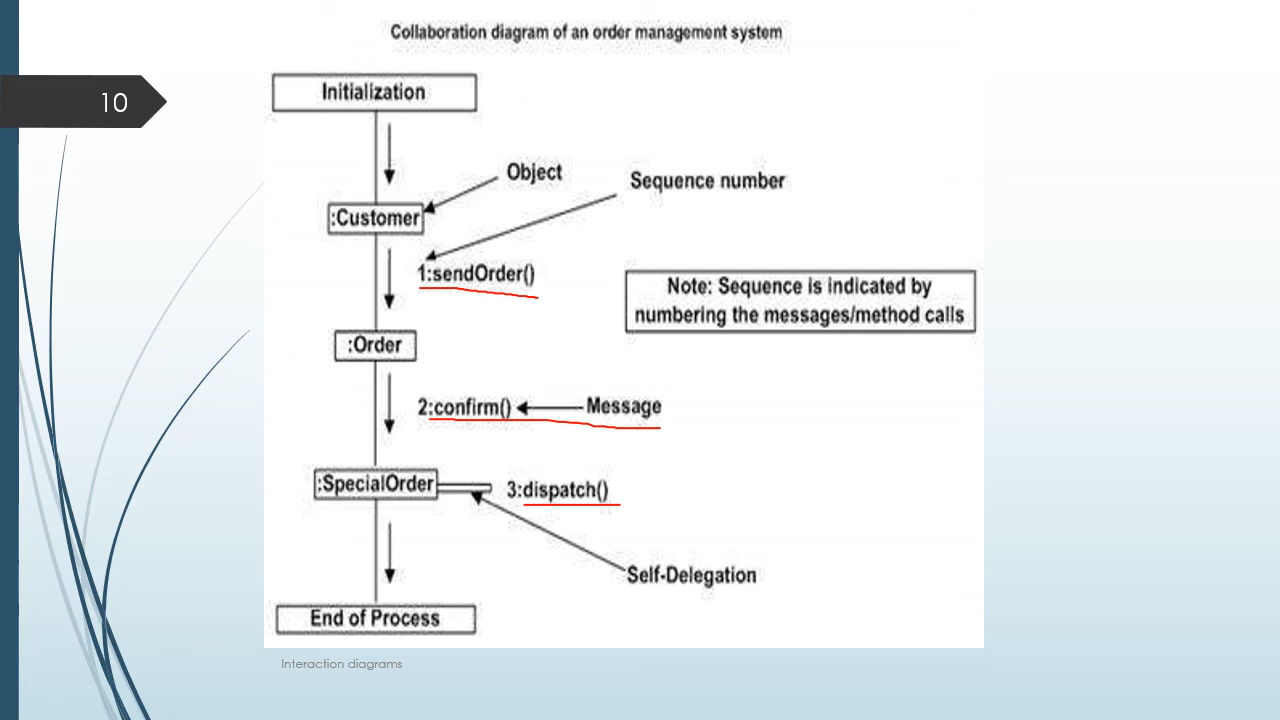 Collaboration diagram of an order management system
10
Initialization
Object
Sequence number
:Customer
1:sendOrder()
Note: Sequence is indicated by
numbering the messages/method calls
:Order
2:confirm()
Message
:SpecialOrder
3:dispatch()
Self-Delegation
End of Process
Interaction diagrams